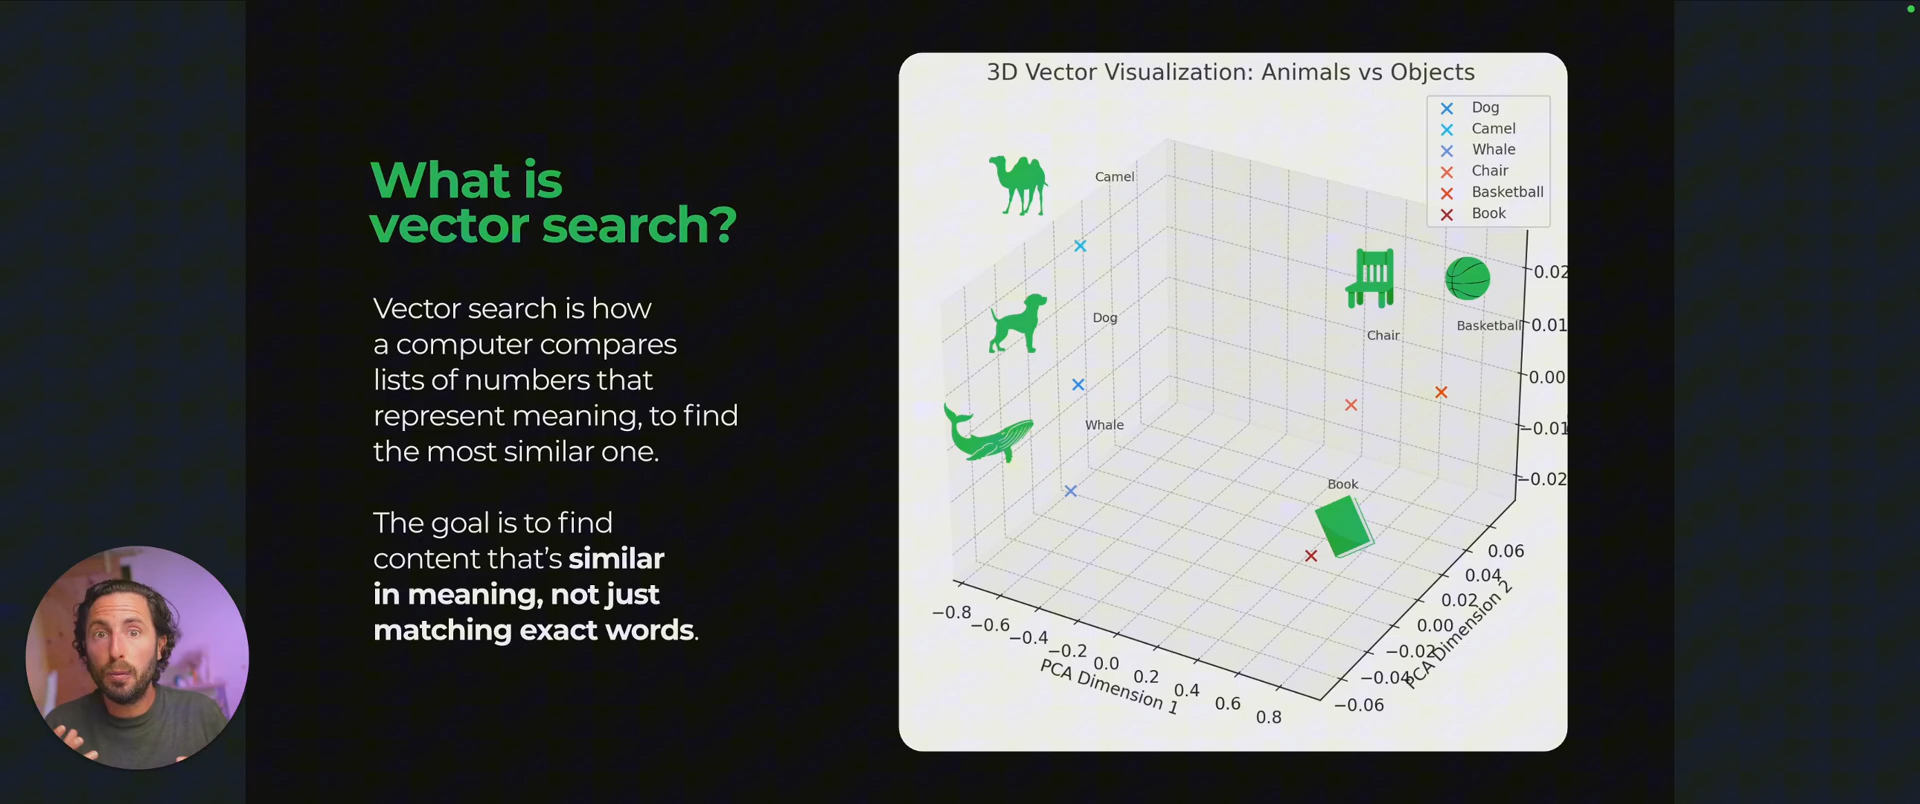 What is
vector search?
Vector search is how
a computer compares
lists of numbers that
represent meaning, to find
the most similar one.
The goal is to find
content that's similar
in meaning, not just
matching exact words.
3D Vector Visualization: Animals vs Objects
Dog
Camel
Whale
Chair
Basketball
Book
Camel
Dog
Whale
Chair
Basketball
Book
0.02
0.01
0.00
−0.01
−0.02
0.06
0.04
0.02
0.00
−0.02
−0.04
−0.06
PCA Dimension 2
−0.8
−0.6
−0.4
−0.2
0.0
0.2
0.4
0.6
0.8
PCA Dimension 1